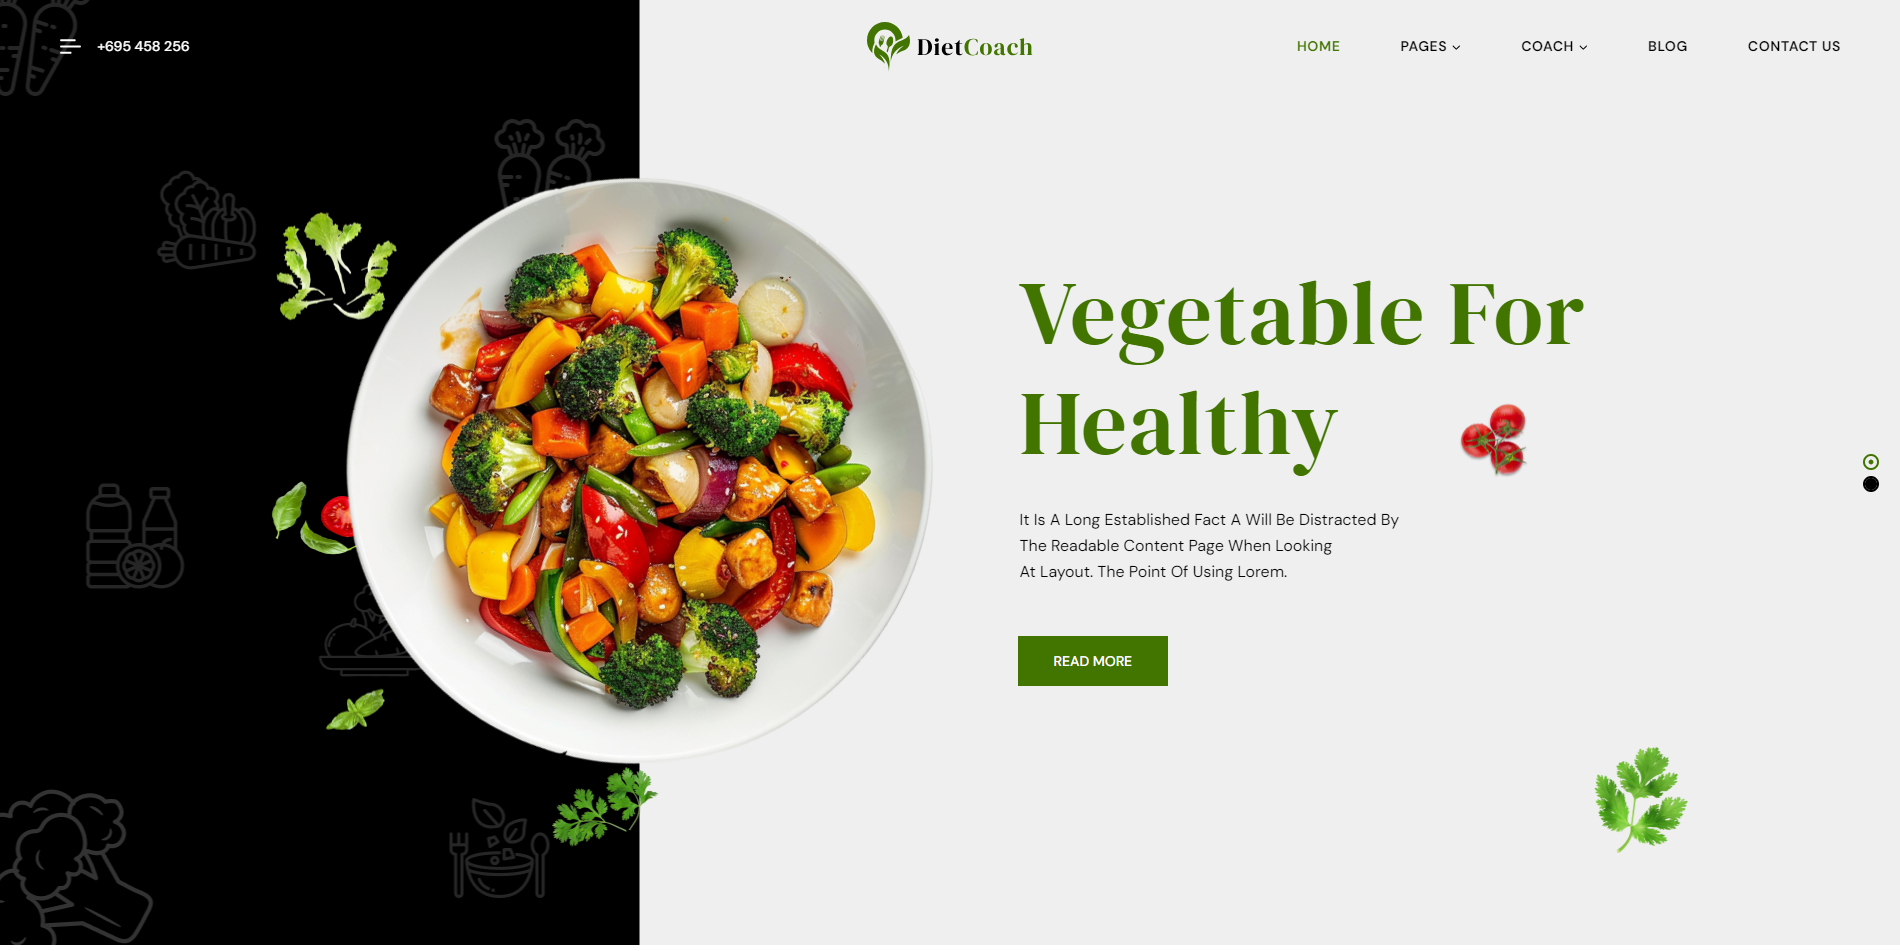 +695 458 256
DietCoach
HOME
PAGES
COACH
BLOG
CONTACT US
Vegetable For
Healthy
It Is A Long Established Fact A Will Be Distracted By
The Readable Content Page When Looking
At Layout. The Point Of Using Lorem.
READ MORE